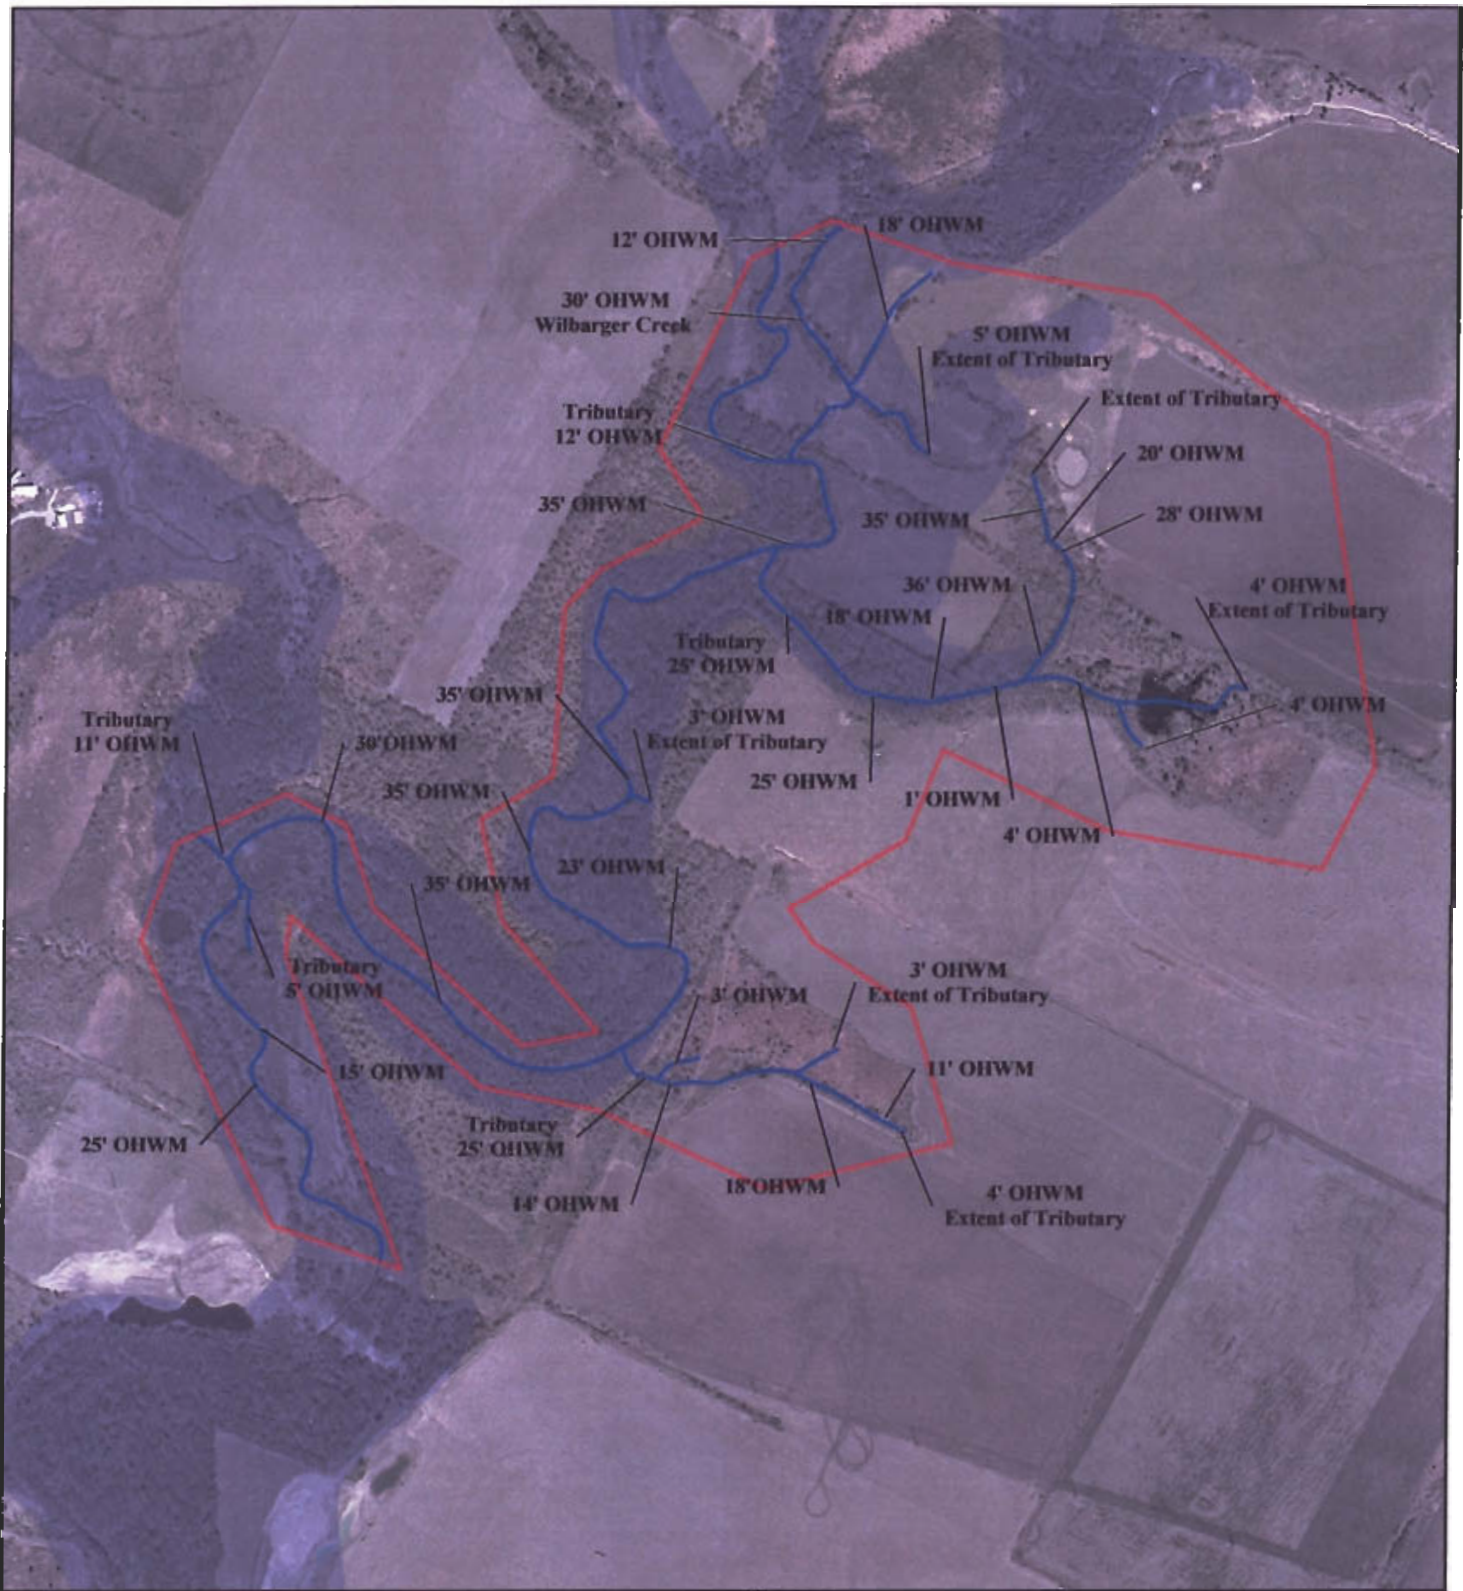 18' OHWM
12' OHWM
30' OHWM
Wilbarger Creek
5' OHWM
Extent of Tributary
Extent of Tributary
Tributary
12' OHWM
20' OHWM
35' OHWM
35' OHWM
28' OHWM
36' OHWM
4' OHWM
Extent of Tributary
18' OHWM
Tributary
25' OHWM
35' OHWM
4' OHWM
3' OHWM
Extent of Tributary
Tributary
11' OHWM
30' OHWM
25' OHWM
35' OHWM
1' OHWM
4' OHWM
23' OHWM
35' OHWM
Tributary
5' OHWM
3' OHWM
Extent of Tributary
3' OHWM
11' OHWM
15' OHWM
Tributary
25' OHWM
25' OHWM
18' OHWM
14' OHWM
4' OHWM
Extent of Tributary